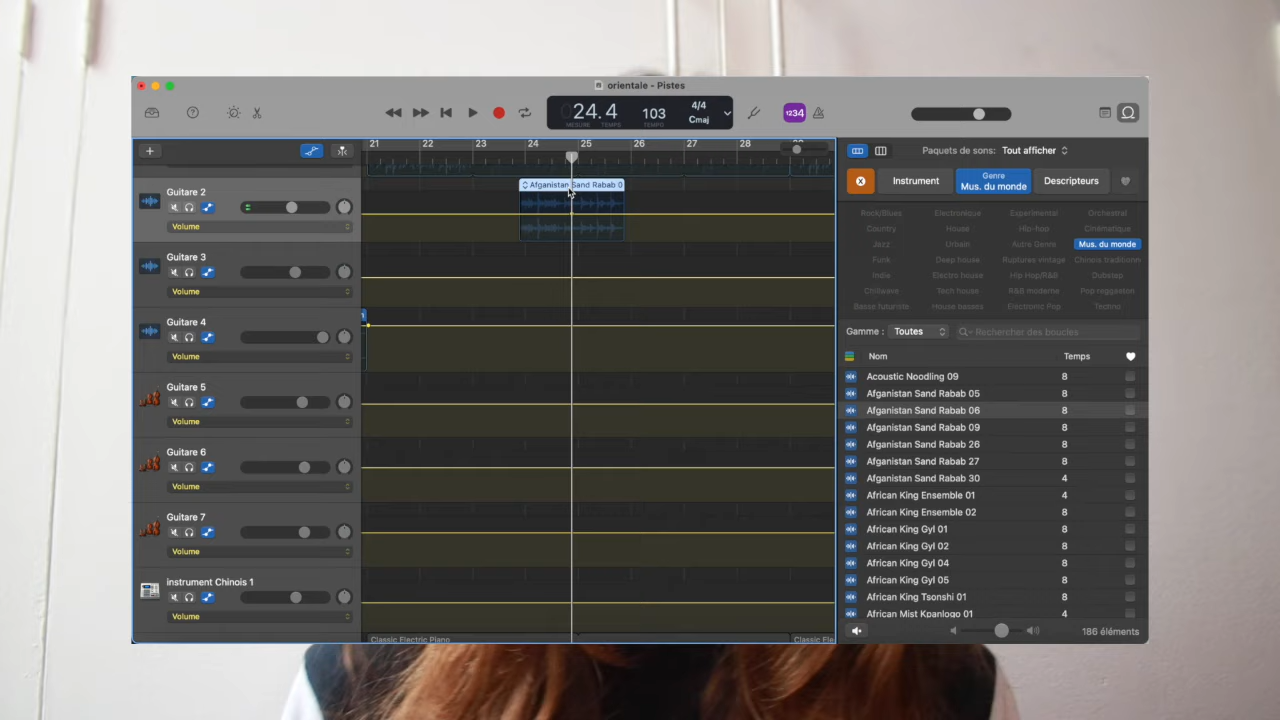 orientale - Pistes
24.4
MESURE TEMPS
103
TEMPO
4/4
Cmaj
1234
21 22 23 24 25 26 27 28
Paquets de sons: Tout afficher
Instrument
Genre
Mus. du monde
Descripteurs
Rock/Blues Electronique Experimental Orchestral
Country House Hip-hop Cinématique
Jazz Urbain Autre Genre Mus. du monde
Funk Deep house Ruptures vintage Chinois traditionn
Indie Electro house Hip Hop/R&B Dubstep
Chillwave Tech house R&B moderne Pop reggaeton
Basse futuriste House basses Electronic Pop Techno
Gamme : Toutes Rechercher des boucles
Nom Temps
Acoustic Noodling 09 8
Afganistan Sand Rabab 05 8
Afganistan Sand Rabab 06 8
Afganistan Sand Rabab 09 8
Afganistan Sand Rabab 26 8
Afganistan Sand Rabab 27 8
Afganistan Sand Rabab 30 4
African King Ensemble 01 4
African King Ensemble 02 8
African King Gyl 01 8
African King Gyl 02 8
African King Gyl 04 8
African King Gyl 05 8
African King Tsonshi 01 8
African Mist Kpanlogo 01 4
186 éléments
Guitare 2
Volume
Afganistan Sand Rabab 0
Guitare 3
Volume
Guitare 4
Volume
Guitare 5
Volume
Guitare 6
Volume
Guitare 7
Volume
instrument Chinois 1
Volume
Classic Electric Piano
Classic Ele